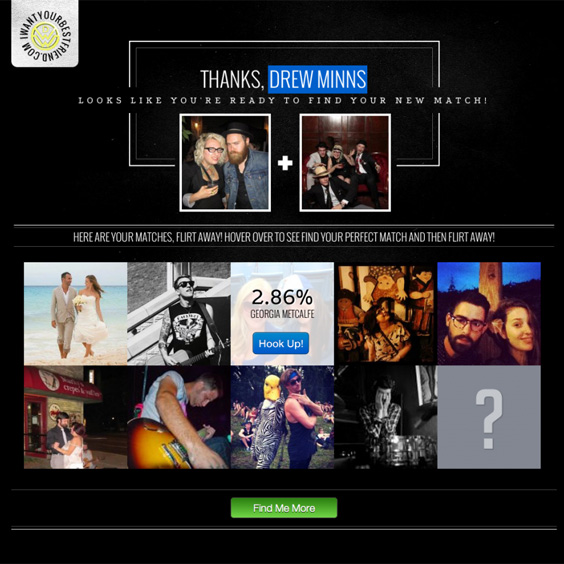 IWANTYOURBESTFRIEND.COM
THANKS, DREW MINNS
LOOKS LIKE YOU'RE READY TO FIND YOUR NEW MATCH!
+
HERE ARE YOUR MATCHES, FLIRT AWAY! HOVER OVER TO SEE FIND YOUR PERFECT MATCH AND THEN FLIRT AWAY!
2.86%
GEORGIA METCALFE
Hook Up!
?
Find Me More